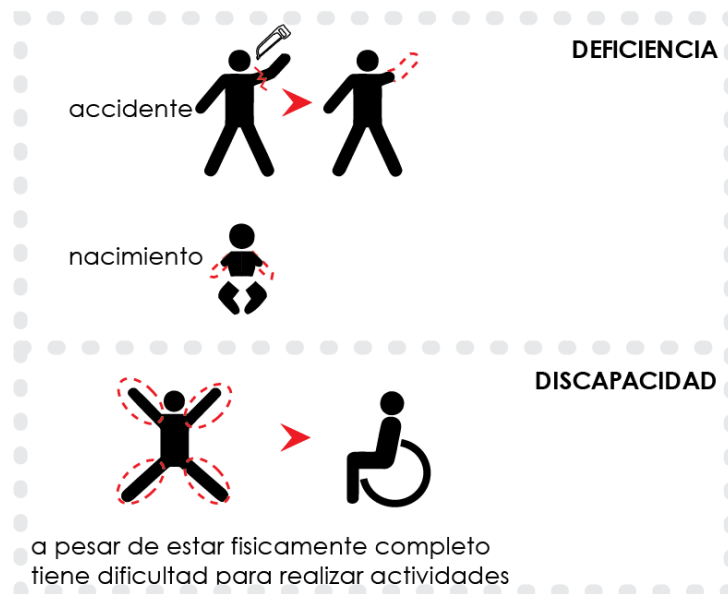 DEFICIENCIA
accidente
nacimiento
DISCAPACIDAD
a pesar de estar fisicamente completo
tiene dificultad para realizar actividades